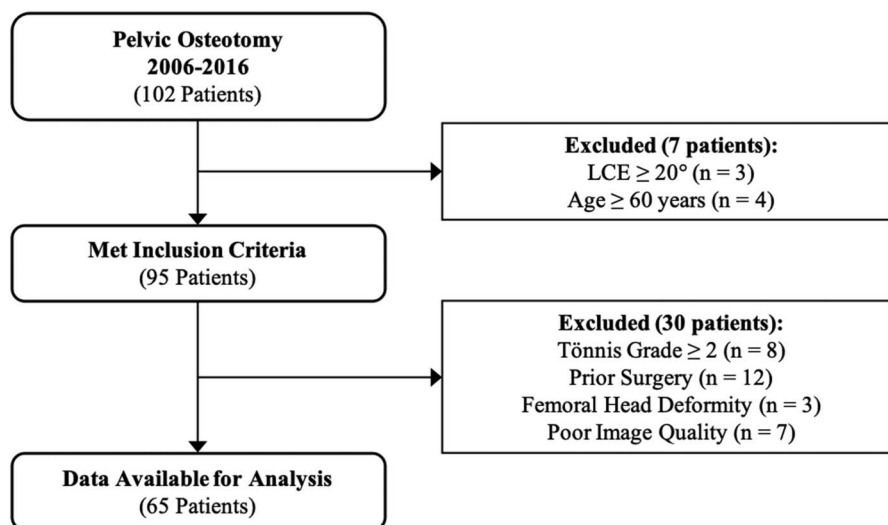 Pelvic Osteotomy
2006-2016
(102 Patients)
Excluded (7 patients):
LCE ≥ 20° (n = 3)
Age ≥ 60 years (n = 4)
Met Inclusion Criteria
(95 Patients)
Excluded (30 patients):
Tönnis Grade ≥ 2 (n = 8)
Prior Surgery (n = 12)
Femoral Head Deformity (n = 3)
Poor Image Quality (n = 7)
Data Available for Analysis
(65 Patients)